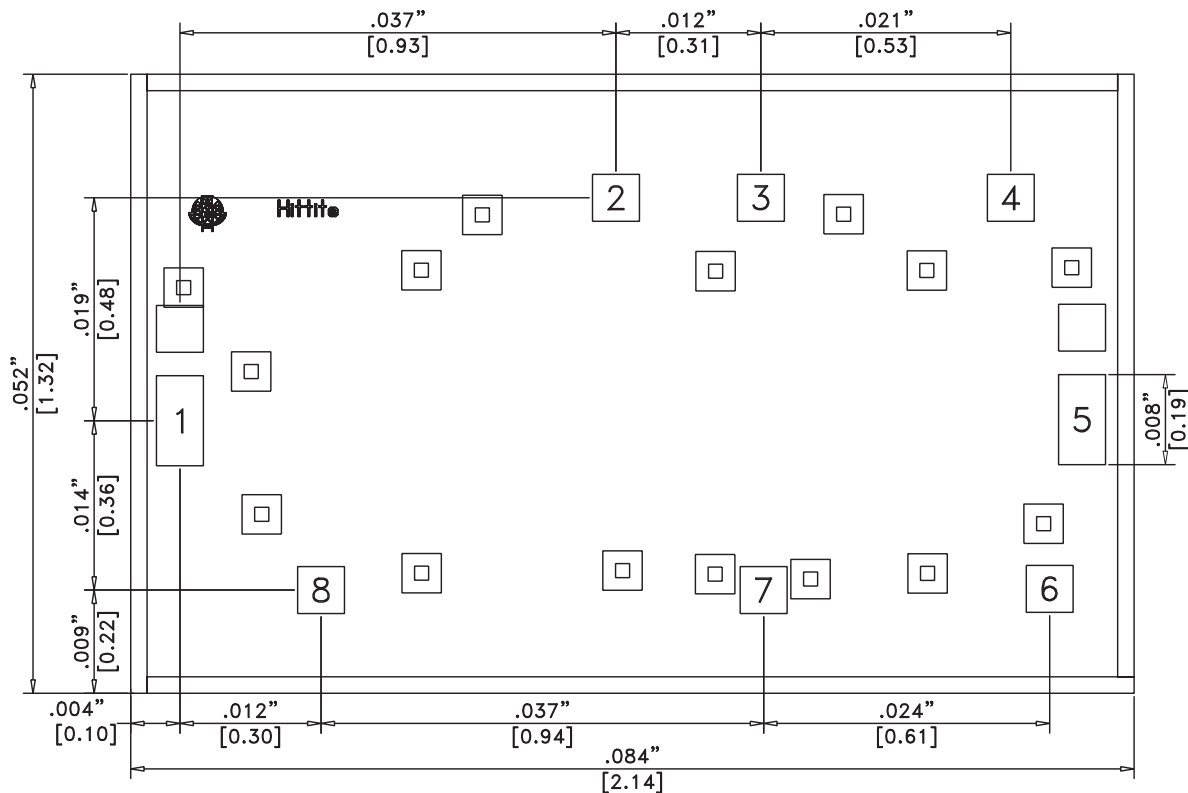 .037” .012” .021”
[0.93] [0.31] [0.53]
2 3 4
Hittite
.019”
[0.48]
.052”
[1.32]
1 5
.008”
[0.19]
.014”
[0.36]
8 7 6
.009”
[0.22]
.004” .012” .037” .024”
[0.10] [0.30] [0.94] [0.61]
.084”
[2.14]